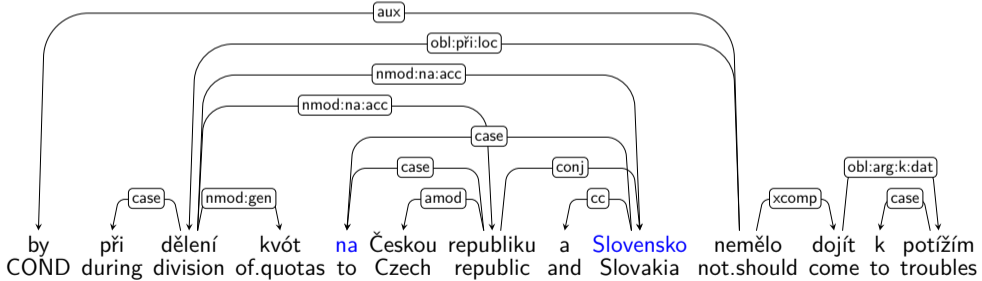 aux
obl:při:loc
nmod:na:acc
nmod:na:acc
case
case conj obl:arg:k:dat
case nmod:gen amod cc xcomp case
by při dělení kvót na Českou republiku a Slovensko nemělo dojít k potížím
COND during division of.quotas to Czech republic and Slovakia not.should come to troubles